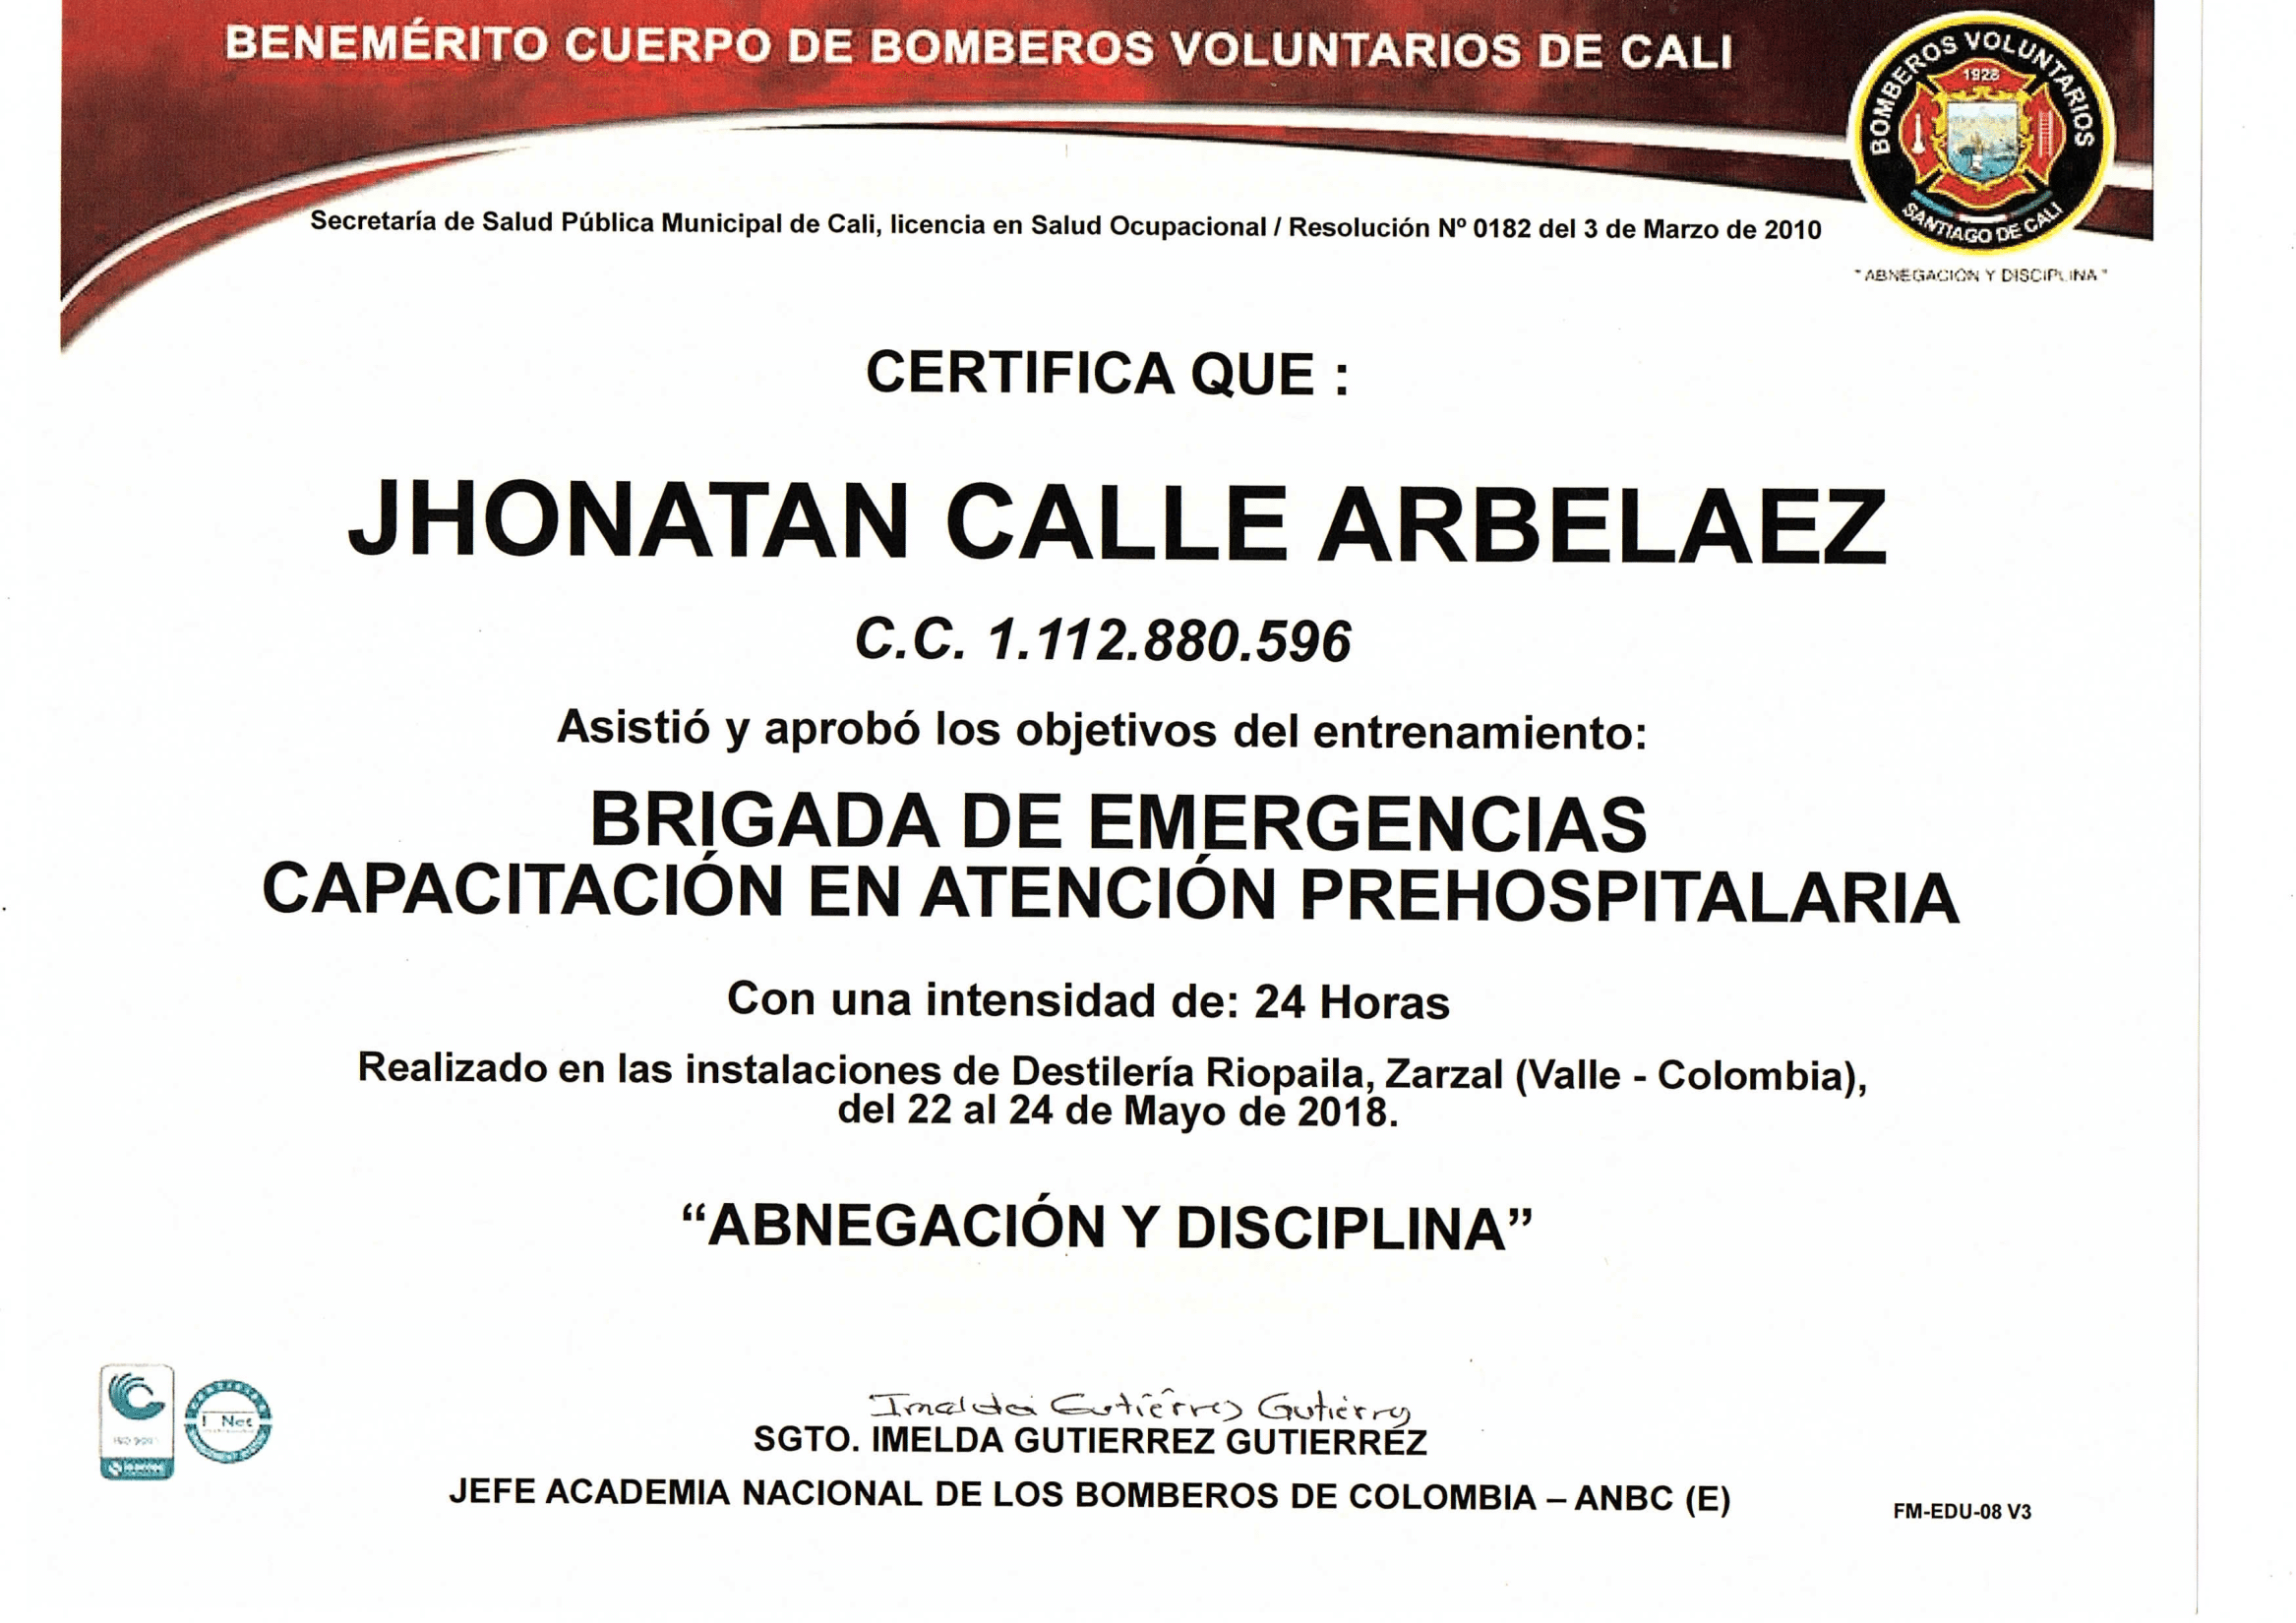 BENEMÉRITO CUERPO DE BOMBEROS VOLUNTARIOS DE CALI
BOMBEROS VOLUNTARIOS
1928
SANTIAGO DE CALI
"ABNEGACIÓN Y DISCIPLINA"
Secretaría de Salud Pública Municipal de Cali, licencia en Salud Ocupacional / Resolución Nº 0182 del 3 de Marzo de 2010
CERTIFICA QUE :
JHONATAN CALLE ARBELAEZ
C.C. 1.112.880.596
Asistió y aprobó los objetivos del entrenamiento:
BRIGADA DE EMERGENCIAS
CAPACITACIÓN EN ATENCIÓN PREHOSPITALARIA
Con una intensidad de: 24 Horas
Realizado en las instalaciones de Destilería Riopaila, Zarzal (Valle - Colombia),
del 22 al 24 de Mayo de 2018.
“ABNEGACIÓN Y DISCIPLINA”
Imelda Gutiérrez Gutierrez
SGTO. IMELDA GUTIERREZ GUTIERREZ
JEFE ACADEMIA NACIONAL DE LOS BOMBEROS DE COLOMBIA – ANBC (E)
ISO 9001
Net
FM-EDU-08 V3